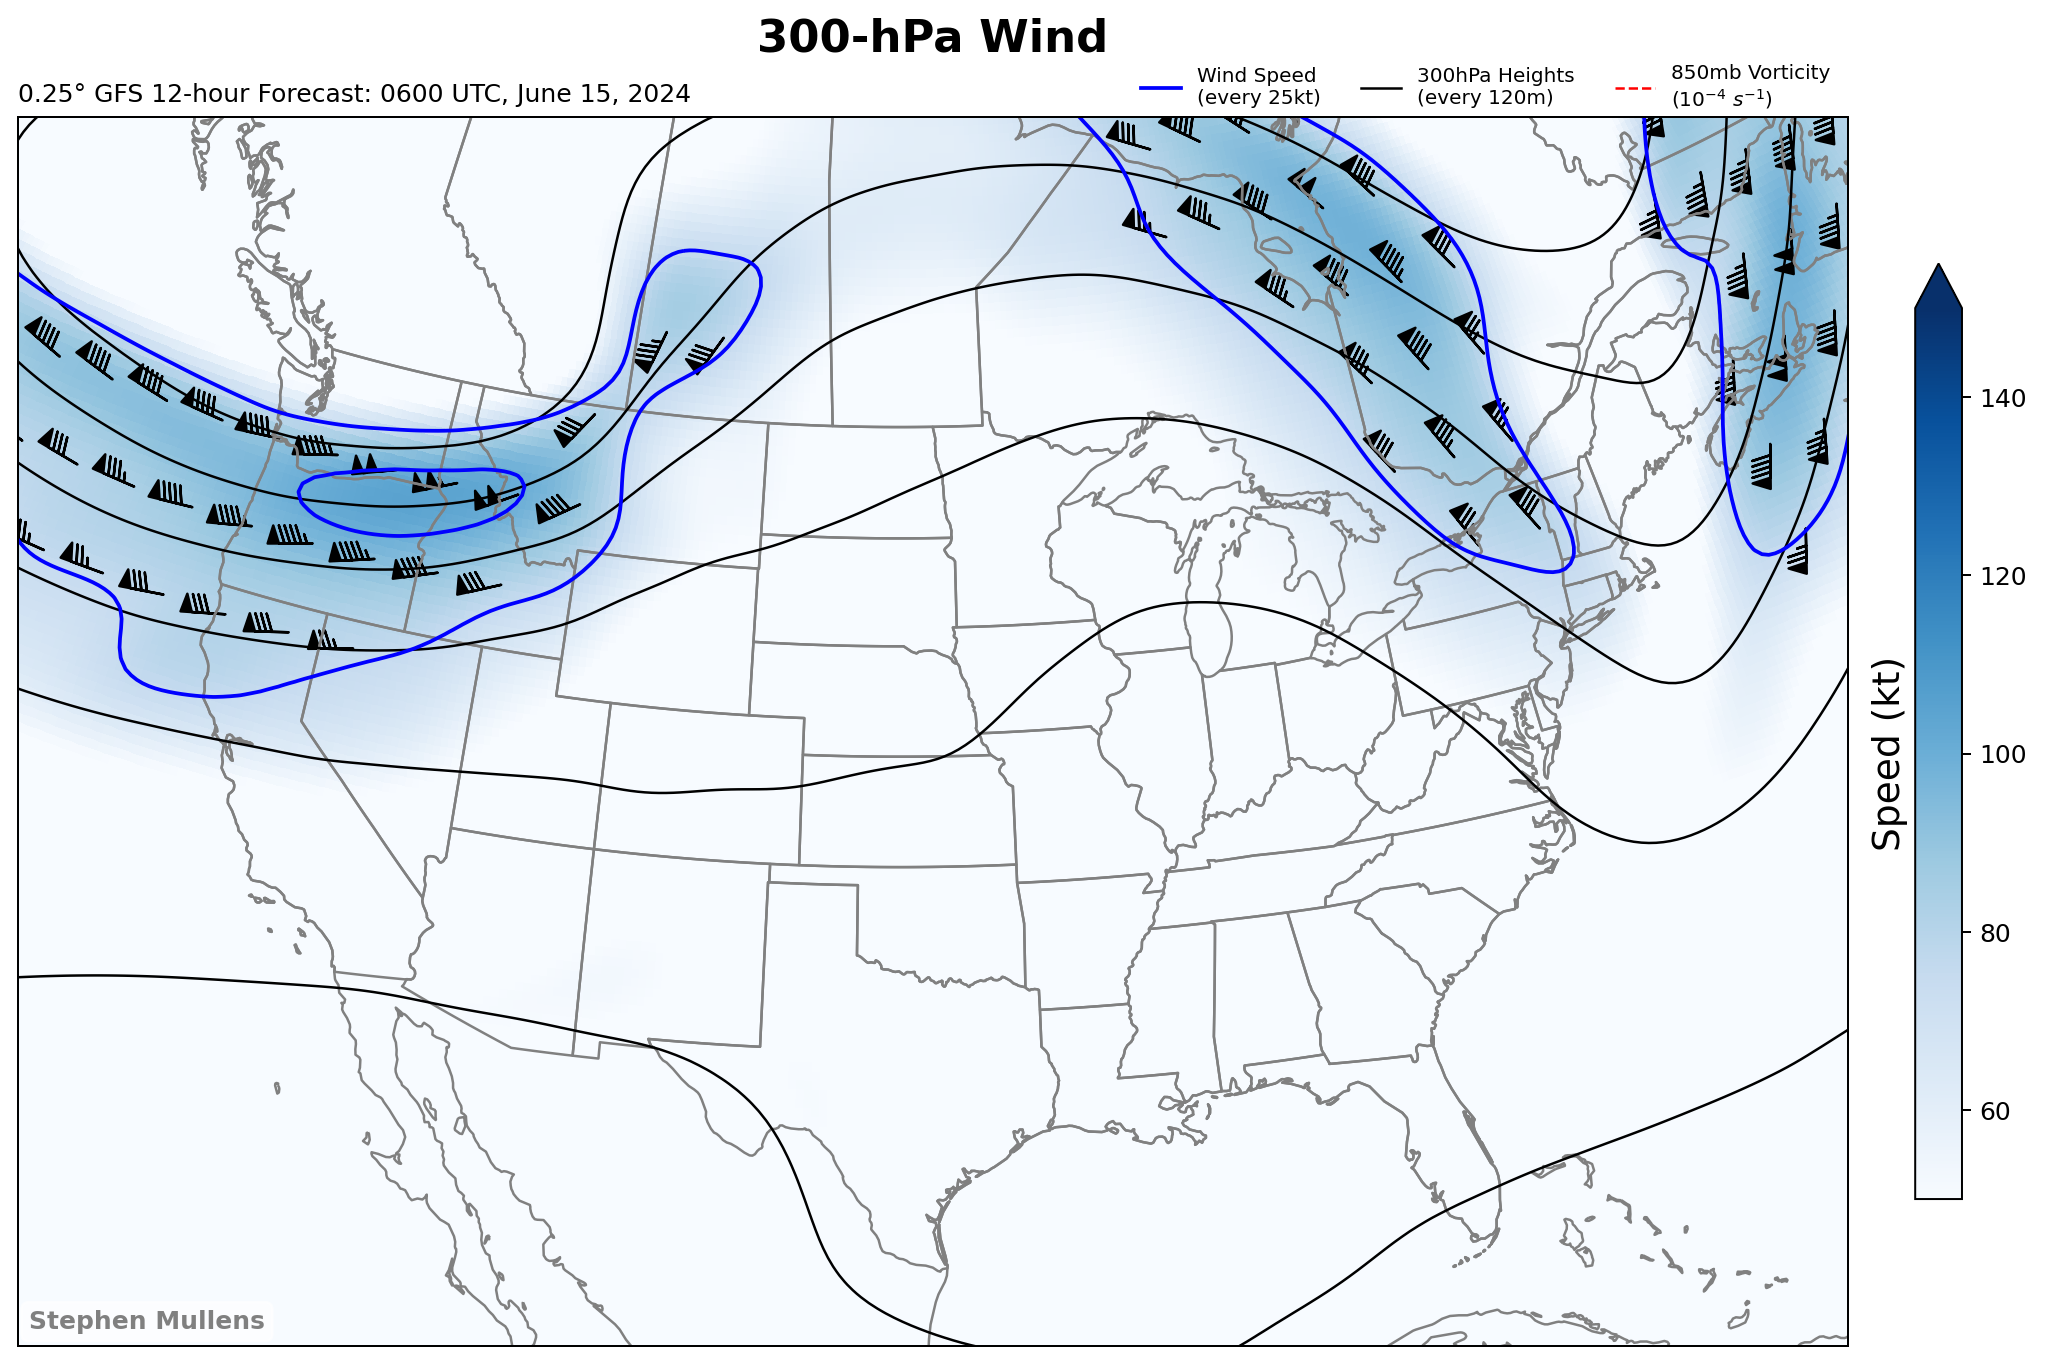 300-hPa Wind
0.25° GFS 12-hour Forecast: 0600 UTC, June 15, 2024
Wind Speed
(every 25kt)
300hPa Heights
(every 120m)
850mb Vorticity
(10⁻⁴ s⁻¹)
140
120
100
80
60
Speed (kt)
Stephen Mullens